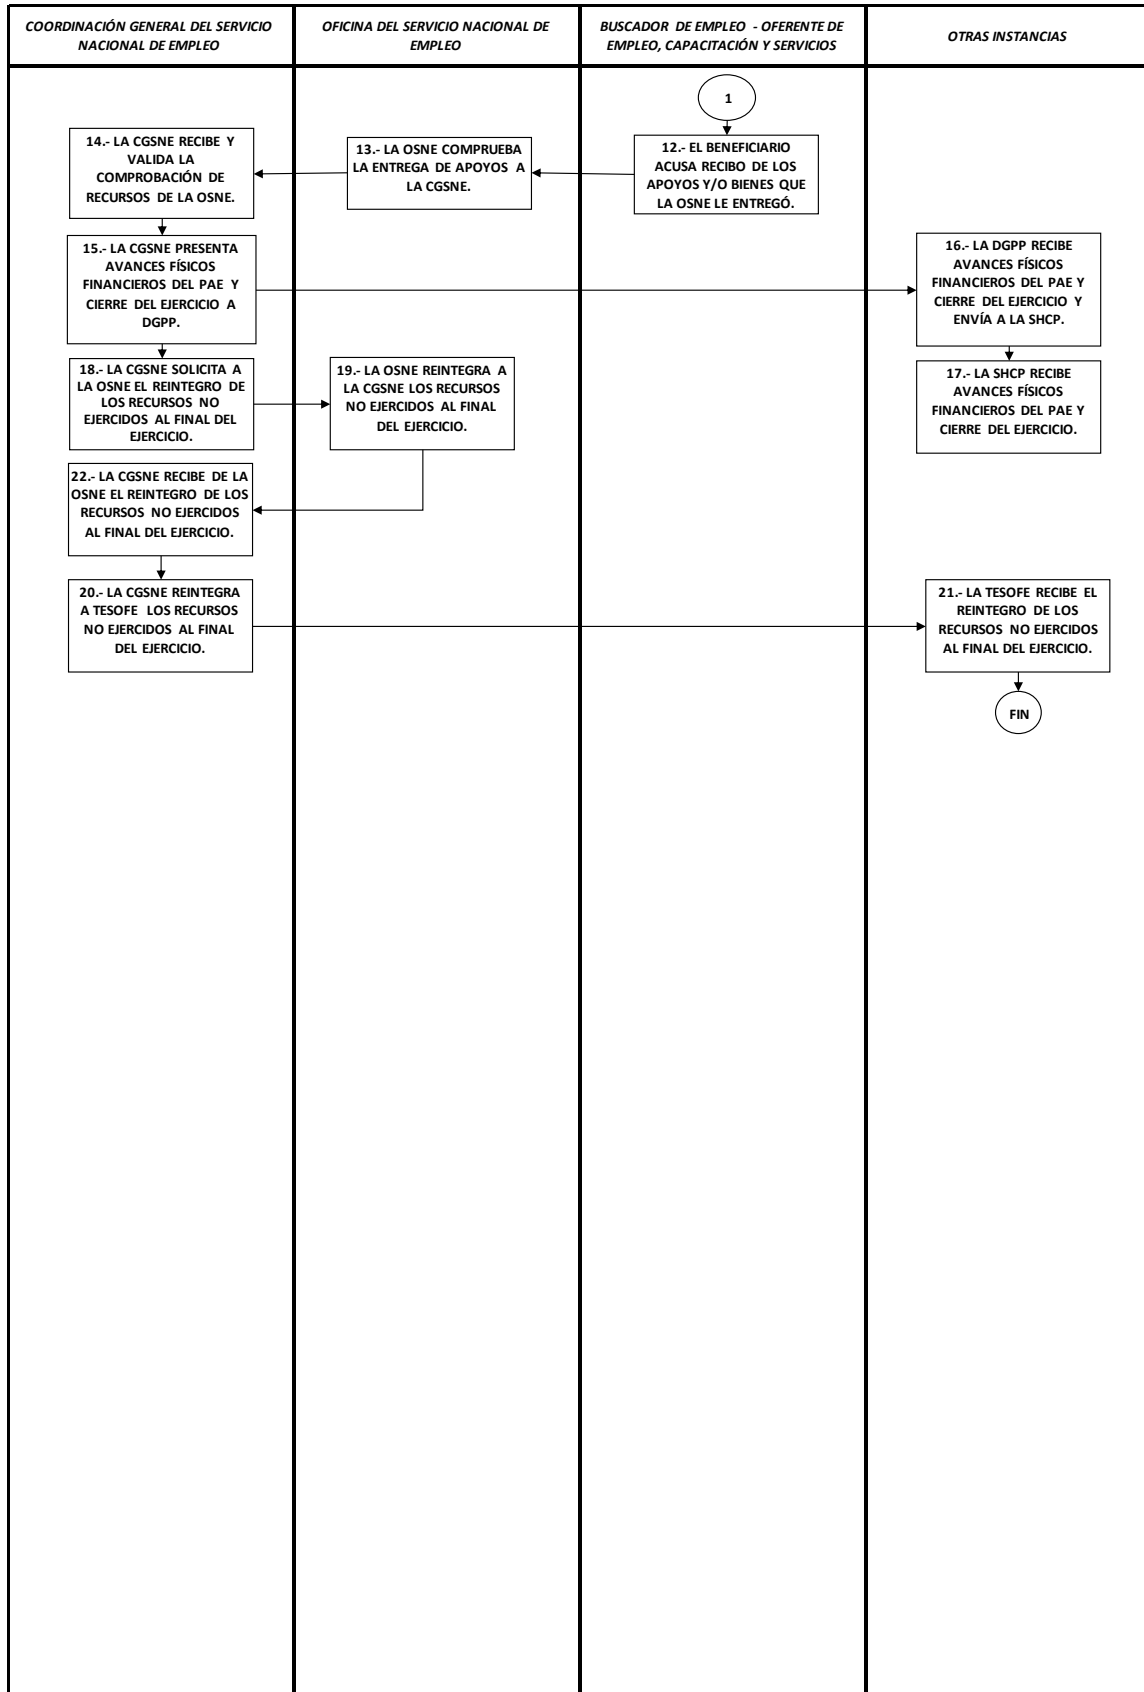 COORDINACIÓN GENERAL DEL SERVICIO
NACIONAL DE EMPLEO
OFICINA DEL SERVICIO NACIONAL DE
EMPLEO
BUSCADOR DE EMPLEO - OFERENTE DE
EMPLEO, CAPACITACIÓN Y SERVICIOS
OTRAS INSTANCIAS
1
12.- EL BENEFICIARIO
ACUSA RECIBO DE LOS
APOYOS Y/O BIENES QUE
LA OSNE LE ENTREGÓ.
13.- LA OSNE COMPRUEBA
LA ENTREGA DE APOYOS A
LA CGSNE.
14.- LA CGSNE RECIBE Y
VALIDA LA
COMPROBACIÓN DE
RECURSOS DE LA OSNE.
15.- LA CGSNE PRESENTA
AVANCES FÍSICOS
FINANCIEROS DEL PAE Y
CIERRE DEL EJERCICIO A
DGPP.
16.- LA DGPP RECIBE
AVANCES FÍSICOS
FINANCIEROS DEL PAE Y
CIERRE DEL EJERCICIO Y
ENVÍA A LA SHCP.
17.- LA SHCP RECIBE
AVANCES FÍSICOS
FINANCIEROS DEL PAE Y
CIERRE DEL EJERCICIO.
18.- LA CGSNE SOLICITA A
LA OSNE EL REINTEGRO DE
LOS RECURSOS NO
EJERCIDOS AL FINAL DEL
EJERCICIO.
19.- LA OSNE REINTEGRA A
LA CGSNE LOS RECURSOS
NO EJERCIDOS AL FINAL
DEL EJERCICIO.
22.- LA CGSNE RECIBE DE LA
OSNE EL REINTEGRO DE LOS
RECURSOS NO EJERCIDOS
AL FINAL DEL EJERCICIO.
20.- LA CGSNE REINTEGRA
A TESOFE LOS RECURSOS
NO EJERCIDOS AL FINAL
DEL EJERCICIO.
21.- LA TESOFE RECIBE EL
REINTEGRO DE LOS
RECURSOS NO EJERCIDOS
AL FINAL DEL EJERCICIO.
FIN